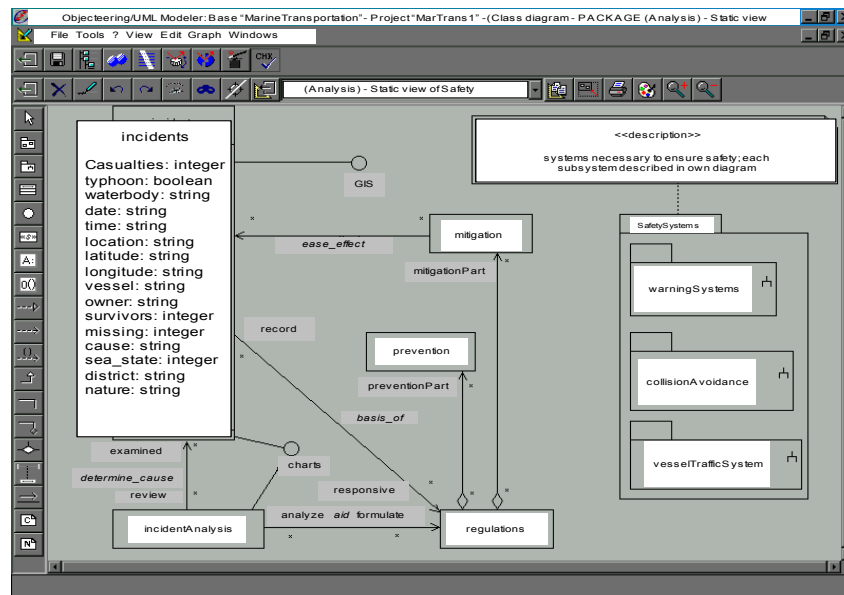 Objecteering/UML Modeler: Base "MarineTransportation"- Project"MarTrans1" -(Class diagram - PACKAGE (Analysis) - Static view
File Tools ? View Edit Graph Windows
CHX
(Analysis) - Static view of Safety
incidents
Casualties: integer
typhoon: boolean
waterbody: string
date: string
time: string
location: string
latitude: string
longitude: string
vessel: string
owner: string
survivors: integer
missing: integer
cause: string
sea_state: integer
district: string
nature: string
GIS
<<description>>
systems necessary to ensure safety; each
subsystem described in own diagram
* *
ease_effect
mitigation
mitigationPart
*
SafetySystems
warningSystems
record
*
prevention
preventionPart
*
collisionAvoidance
basis_of
examined
*
charts
determine_cause
review
*
responsive
*
vesselTrafficSystem
incidentAnalysis
analyze aid formulate
* *
* *
regulations
A:
0()
C
N